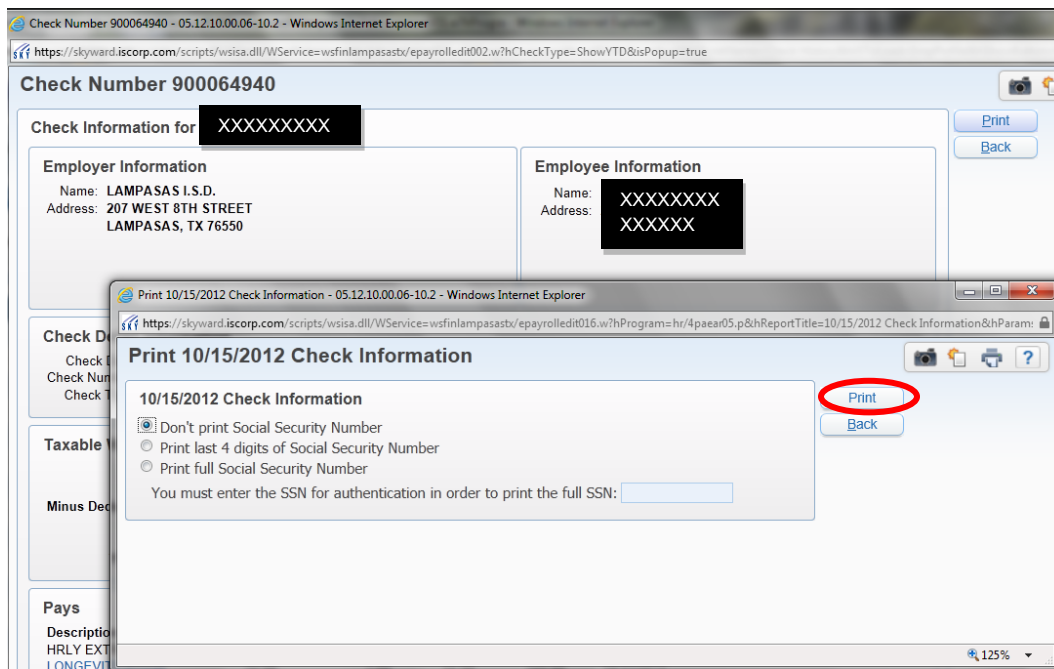 Check Number 900064940 - 05.12.10.00.06-10.2 - Windows Internet Explorer
https://skyward.iscorp.com/scripts/wsisa.dll/WService=wsfinlampasastx/epayrolledit002.w?hCheckType=ShowYTD&isPopup=true
Check Number 900064940
Check Information for XXXXXXXXX
Print
Back
Employer Information
Name: LAMPASAS I.S.D.
Address: 207 WEST 8TH STREET
LAMPASAS, TX 76550
Employee Information
Name: XXXXXXXX
Address: XXXXXX
Print 10/15/2012 Check Information - 05.12.10.00.06-10.2 - Windows Internet Explorer
https://skyward.iscorp.com/scripts/wsisa.dll/WService=wsfinlampasastx/epayrolledit016.w?hProgram=hr/4paear05.p&hReportTitle=10/15/2012 Check Information&hParam:
Check D
Check
Check Num
Check T
Print 10/15/2012 Check Information
?
10/15/2012 Check Information
Don't print Social Security Number
Print last 4 digits of Social Security Number
Print full Social Security Number
You must enter the SSN for authentication in order to print the full SSN:
Print
Back
Taxable
Minus Ded
Pays
Descriptio
HRLY EXT
LONGEVIT
125%